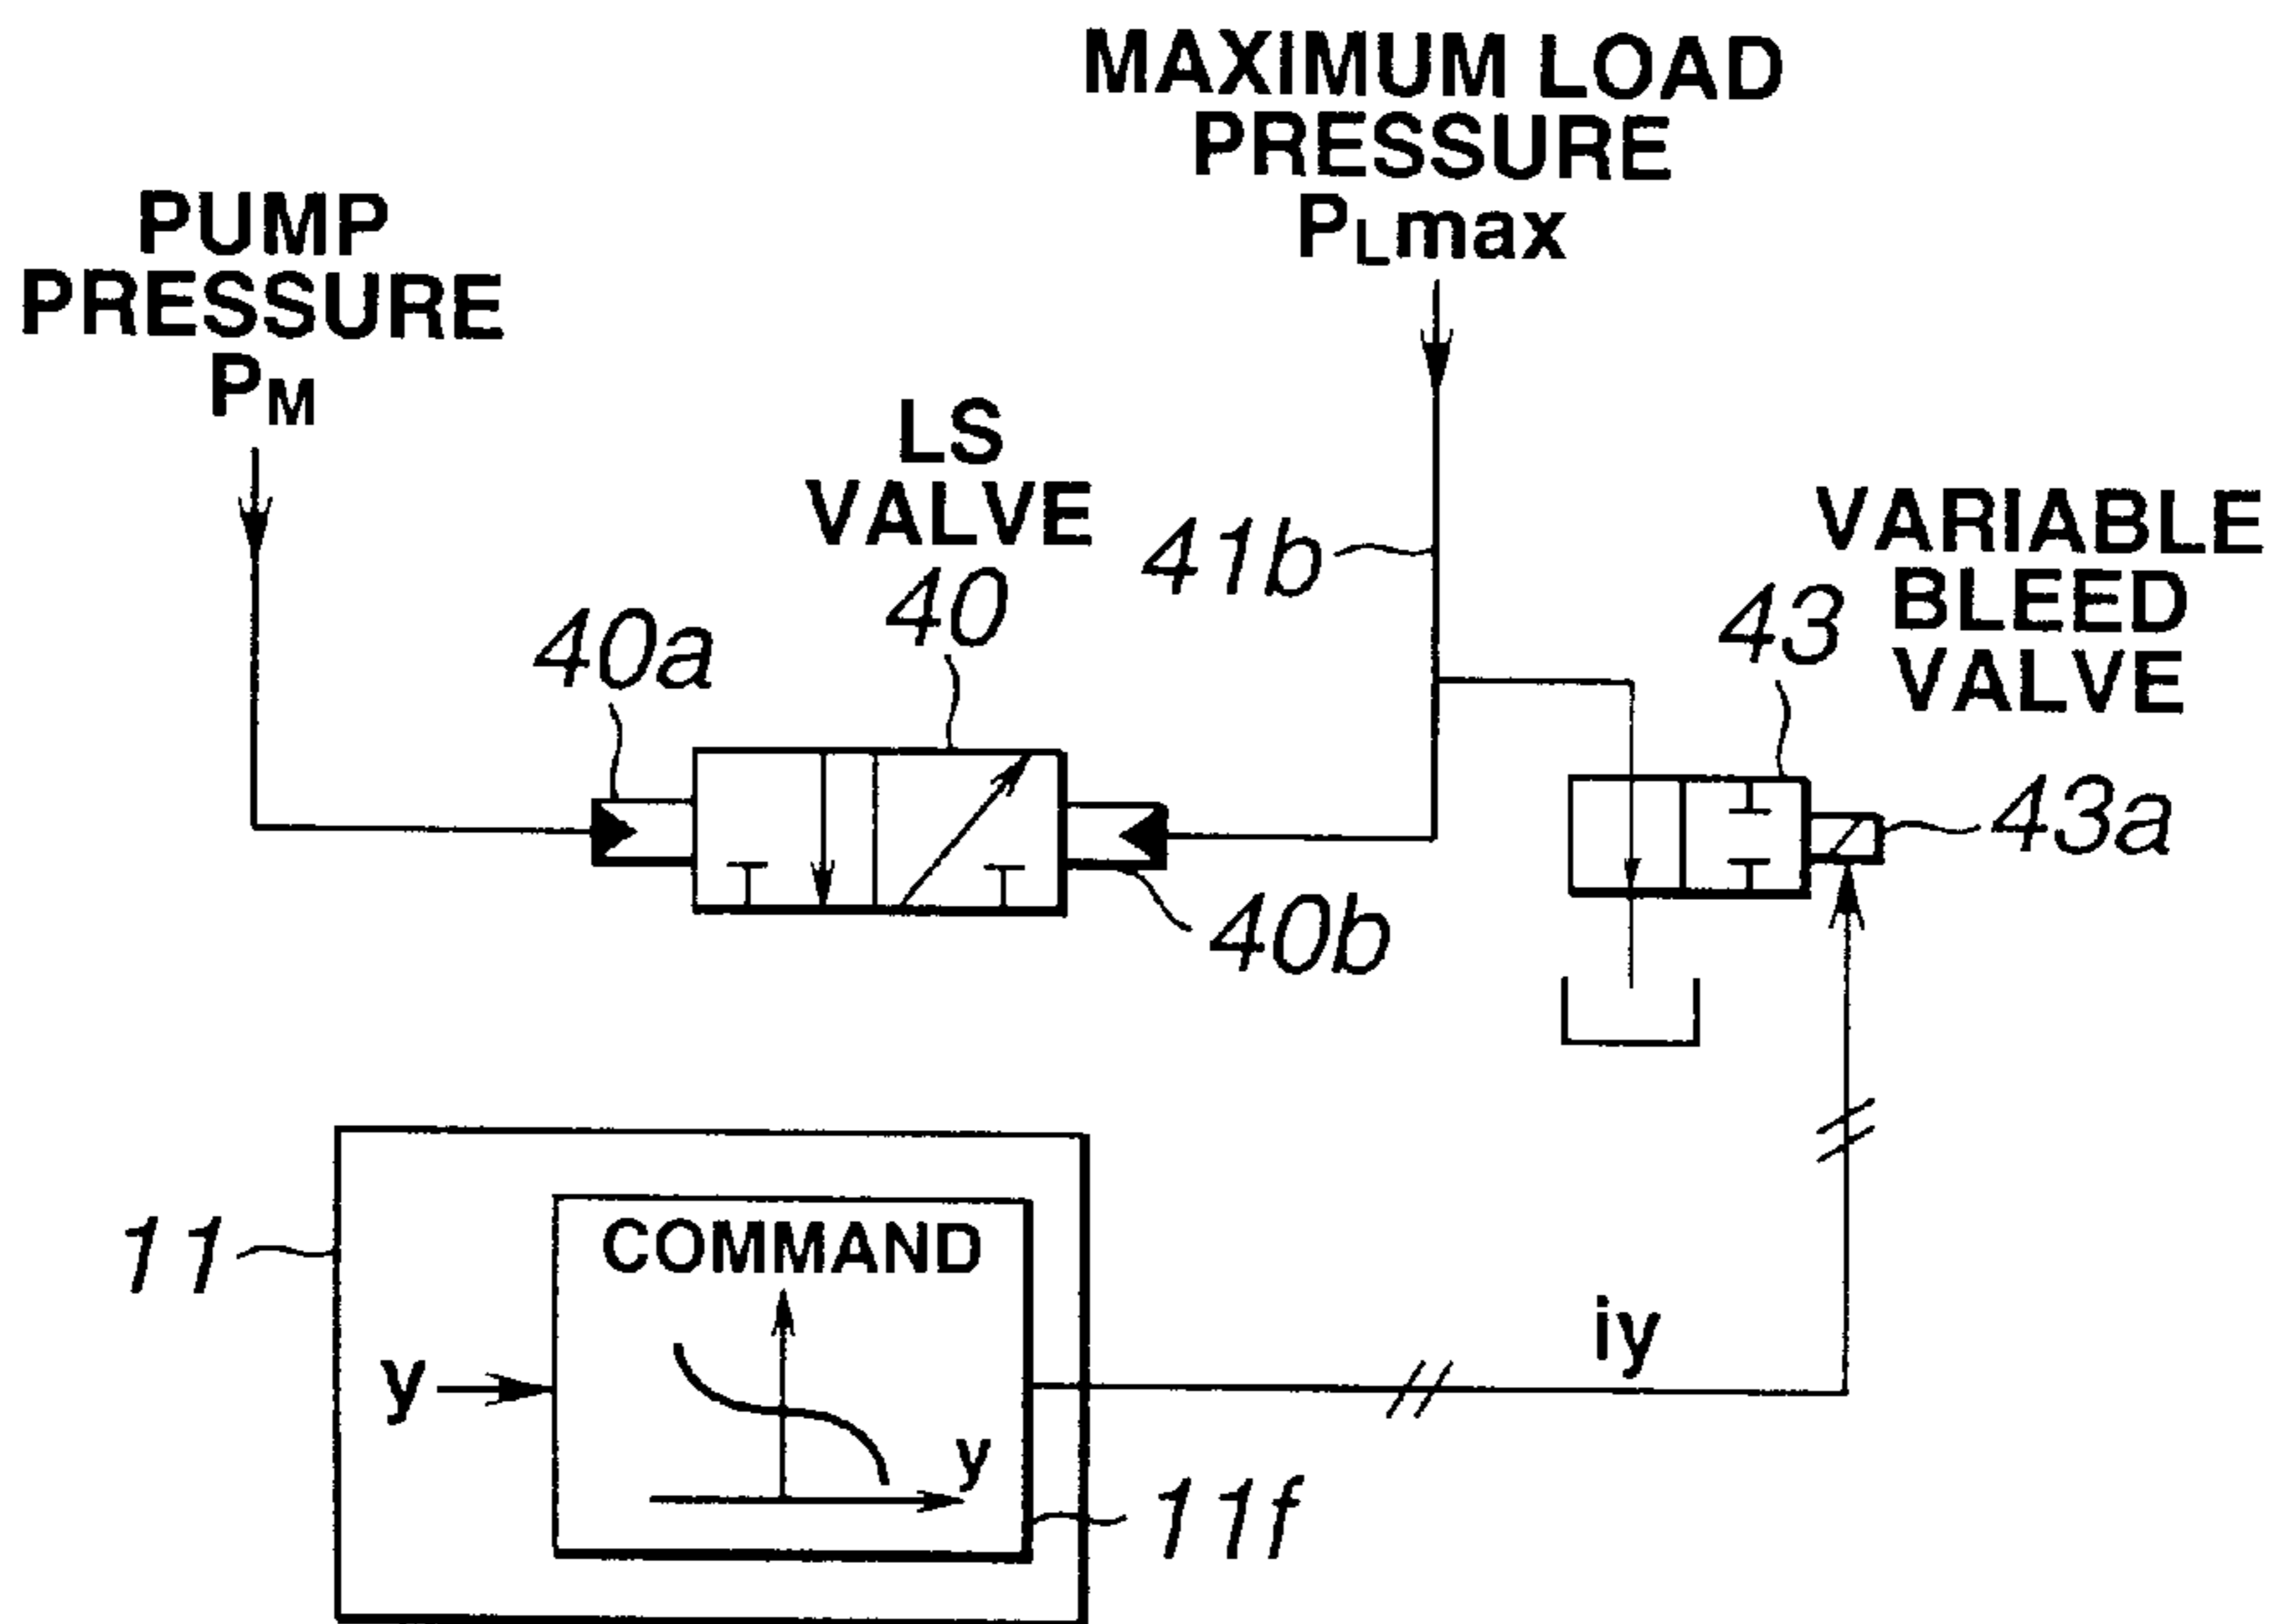 MAXIMUM LOAD
PRESSURE
PLmax
PUMP
PRESSURE
PM
LS
VALVE
40
40a
41b
VARIABLE
BLEED
VALVE
43
43a
40b
11
COMMAND
y
y
iy
11f